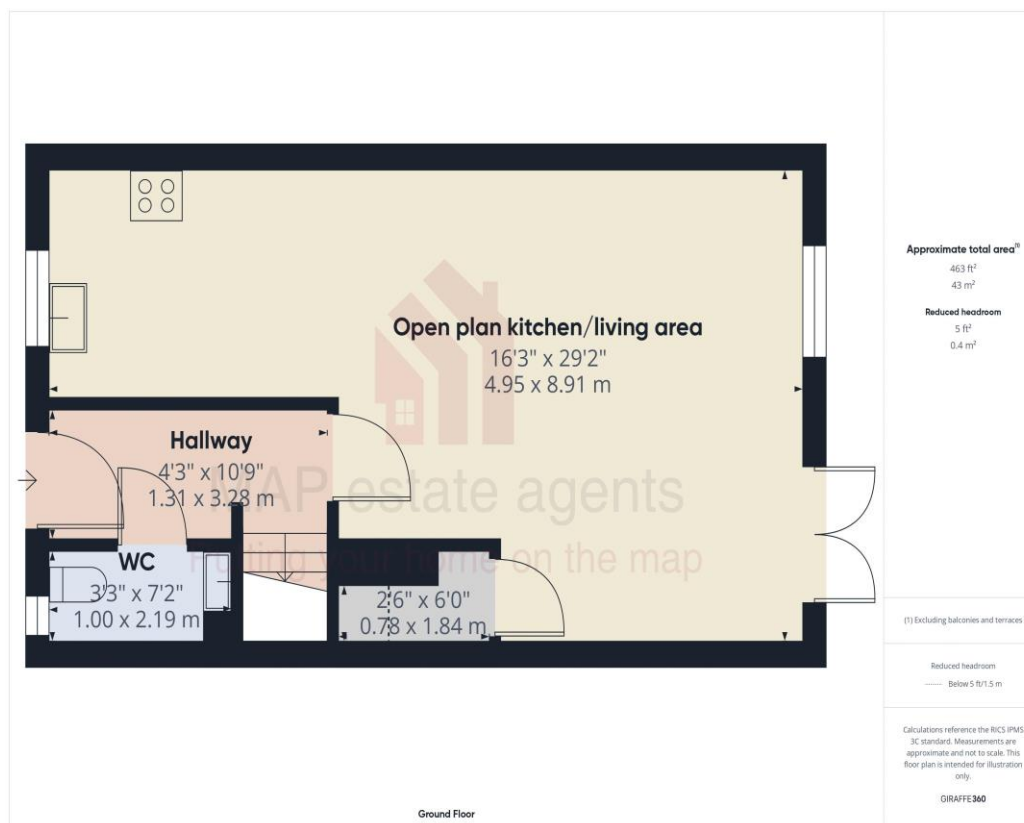 Open plan kitchen/living area
16'3" x 29'2"
4.95 x 8.91 m
Hallway
4'3" x 10'9"
1.31 x 3.28 m
MAP estate agents
Putting your home on the map
WC
3'3" x 7'2"
1.00 x 2.19 m
2'6" x 6'0"
0.78 x 1.84 m
Ground Floor
Approximate total area(1)
463 ft²
43 m²
Reduced headroom
5 ft²
0.4 m²
(1) Excluding balconies and terraces
Reduced headroom
------- Below 5 ft/1.5 m
Calculations reference the RICS IPMS
3C standard. Measurements are
approximate and not to scale. This
floor plan is intended for illustration
only.
GIRAFFE360